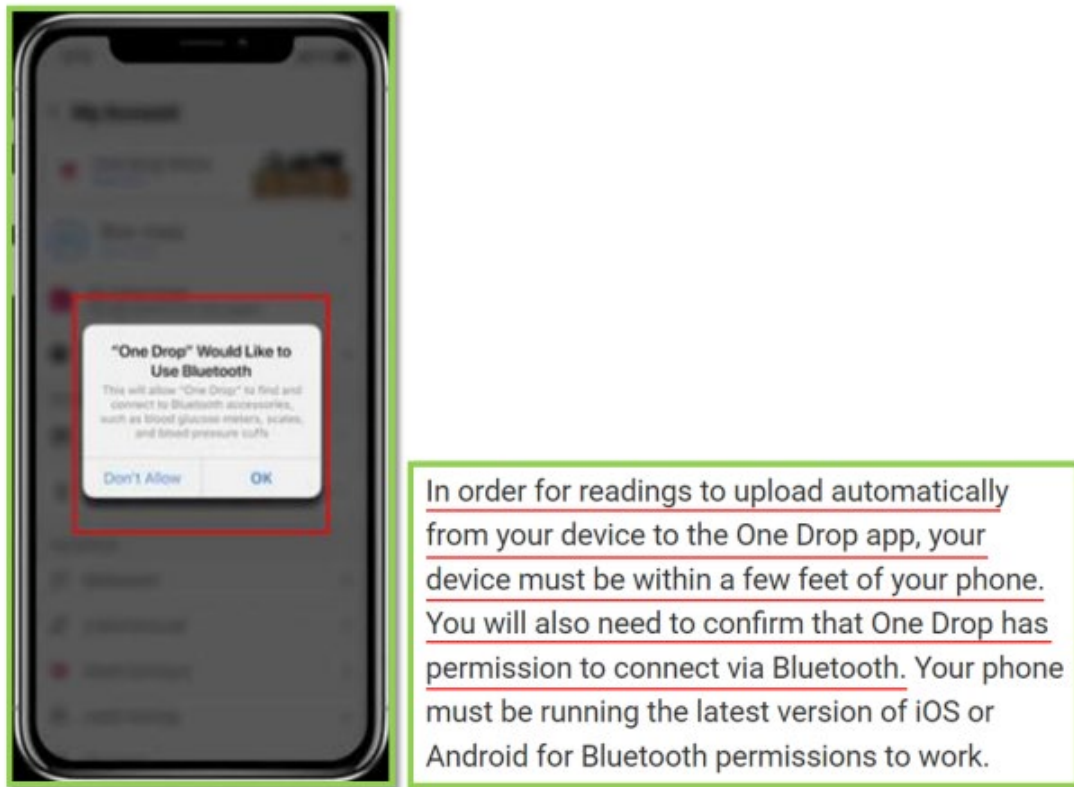 My Account
"One Drop" Would Like to
Use Bluetooth
This will allow "One Drop" to find and
connect to Bluetooth accessories,
such as blood glucose meters, scales,
and blood pressure cuffs
Don't Allow
OK
In order for readings to upload automatically
from your device to the One Drop app, your
device must be within a few feet of your phone.
You will also need to confirm that One Drop has
permission to connect via Bluetooth. Your phone
must be running the latest version of iOS or
Android for Bluetooth permissions to work.